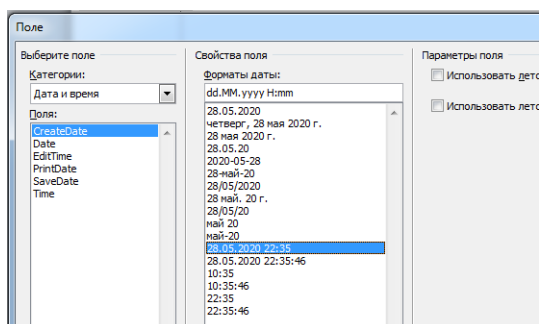 Поле
Выберите поле
Категории:
Дата и время
Поля:
CreateDate
Date
EditTime
PrintDate
SaveDate
Time
Свойства поля
Форматы даты:
dd.MM.yyyy H:mm
28.05.2020
четверг, 28 мая 2020 г.
28 мая 2020 г.
28.05.20
2020-05-28
28-май-20
28/05/2020
28 май. 20 г.
28/05/20
май 20
май-20
28.05.2020 22:35
28.05.2020 22:35:46
10:35
10:35:46
22:35
22:35:46
Параметры поля
Использовать лето
Использовать летс